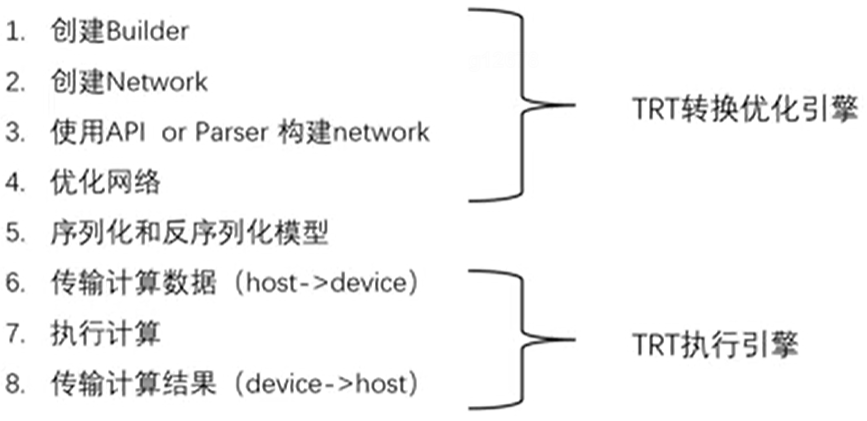 1. 创建Builder
2. 创建Network
3. 使用API or Parser 构建network
4. 优化网络
TRT转换优化引擎
5. 序列化和反序列化模型
6. 传输计算数据（host->device）
7. 执行计算
8. 传输计算结果（device->host）
TRT执行引擎